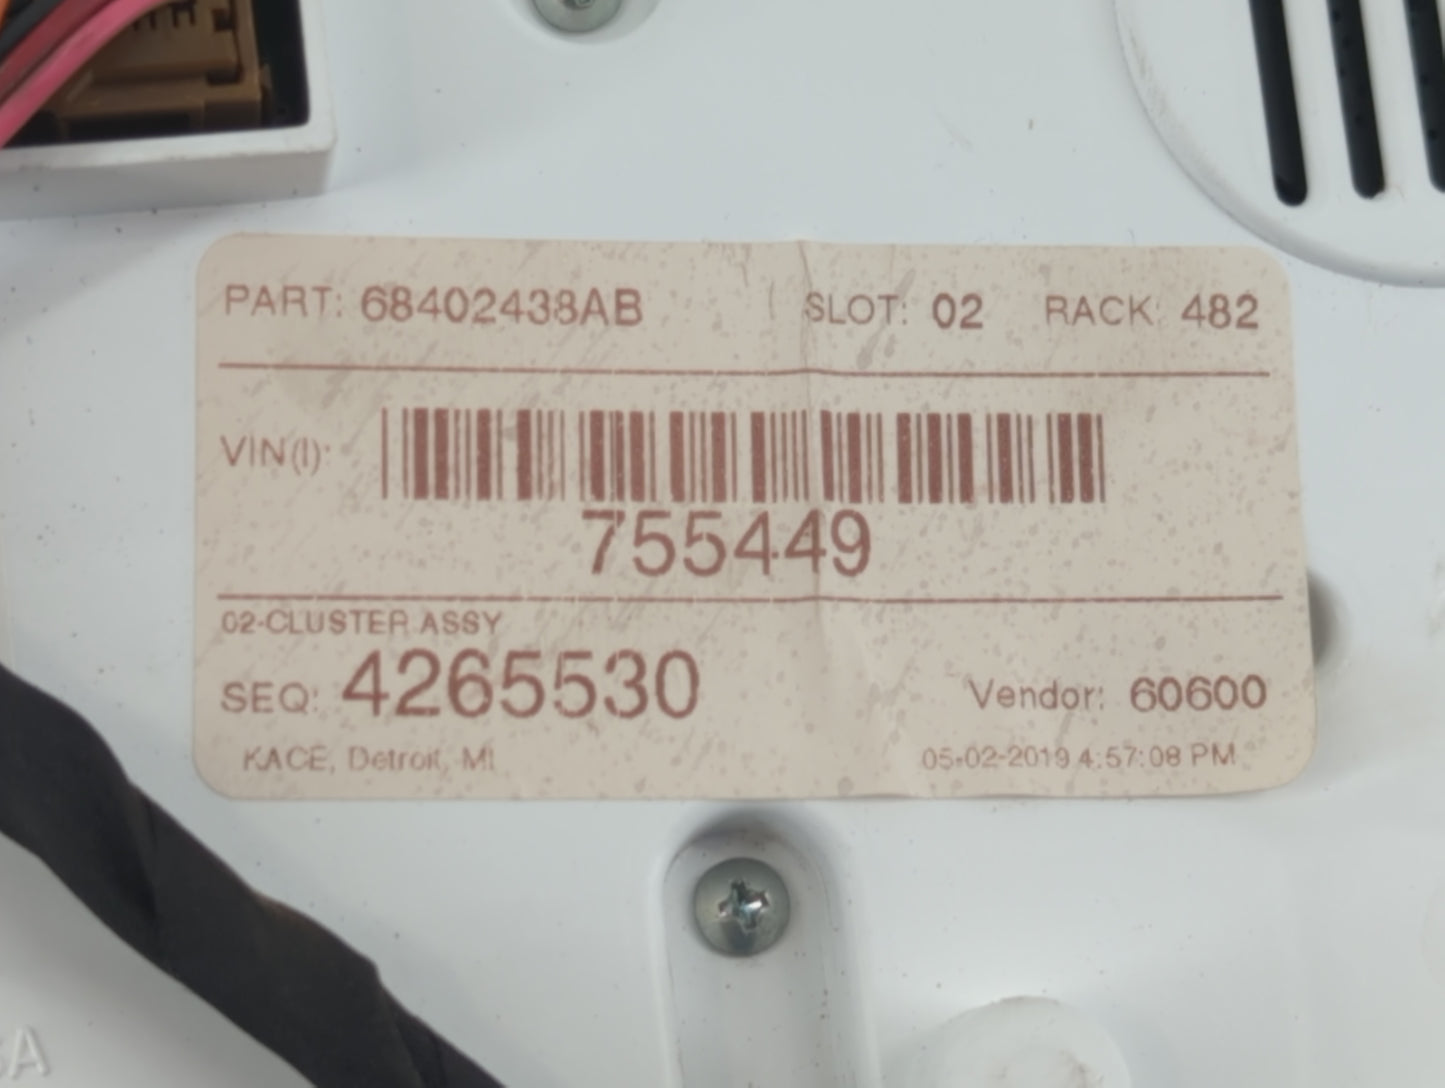 PART: 68402438AB SLOT: 02 RACK: 482
VIN(I):
755449
02-CLUSTER ASSY
SEQ: 4265530 Vendor: 60600
KACE, Detroit, MI 05-02-2019 4:57:08 PM